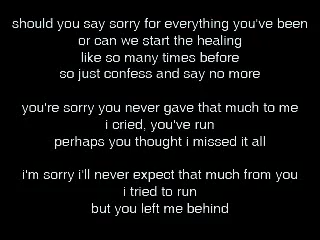 should you say sorry for everything you've been
or can we start the healing
like so many times before
so just confess and say no more
you're sorry you never gave that much to me
i cried, you've run
perhaps you thought i missed it all
i'm sorry i'll never expect that much from you
i tried to run
but you left me behind